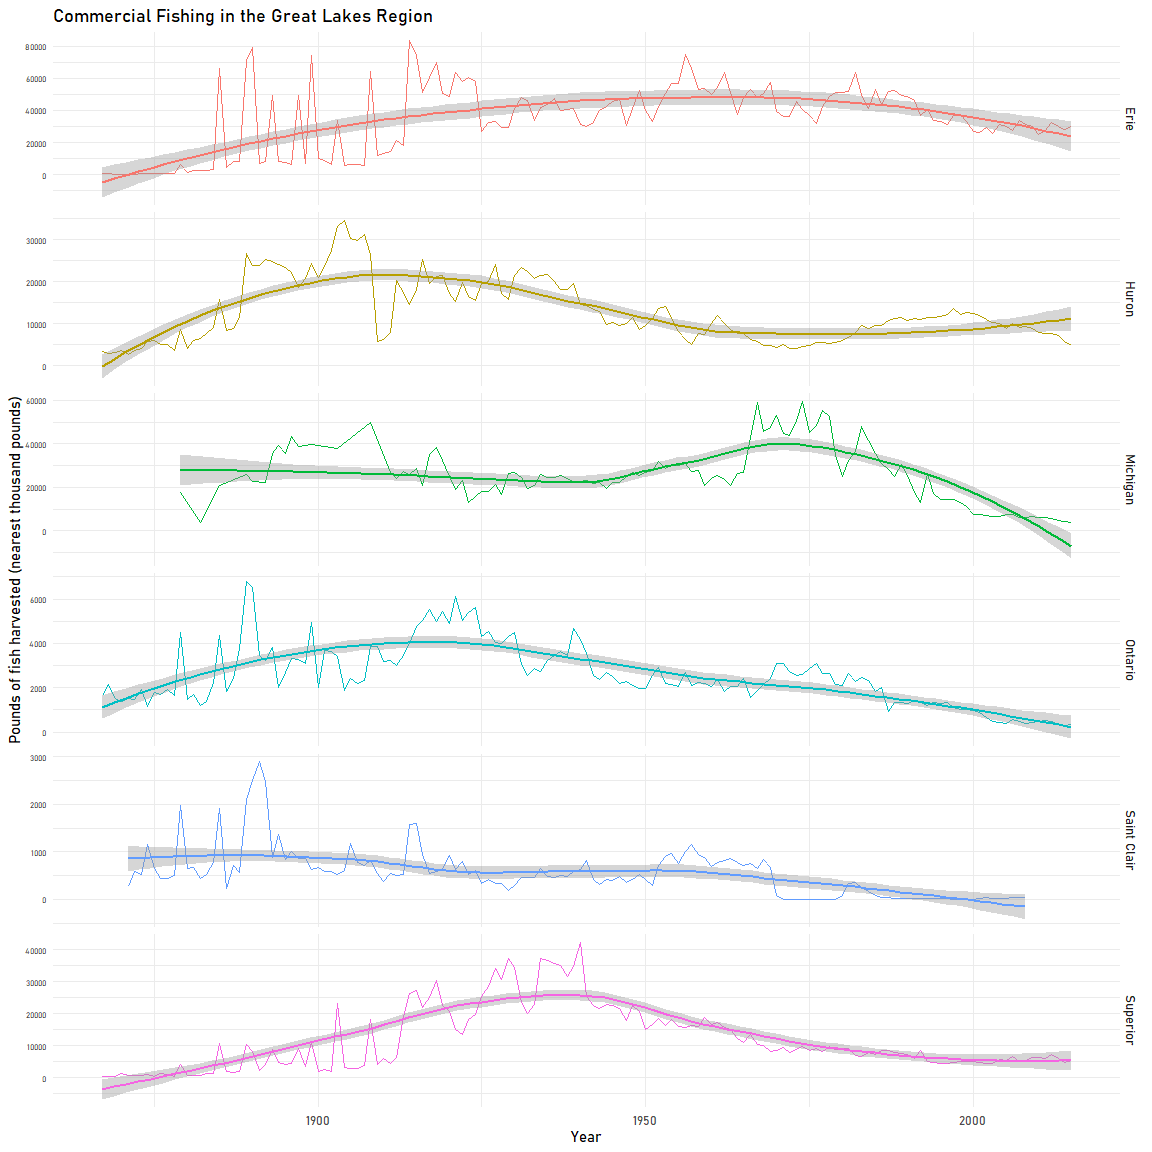 Commercial Fishing in the Great Lakes Region
Pounds of fish harvested (nearest thousand pounds)
80000
60000
40000
20000
0
Erie
30000
20000
10000
0
Huron
60000
40000
20000
0
Michigan
6000
4000
2000
0
Ontario
3000
2000
1000
0
Saint Clair
40000
30000
20000
10000
0
Superior
1900 1950 2000
Year